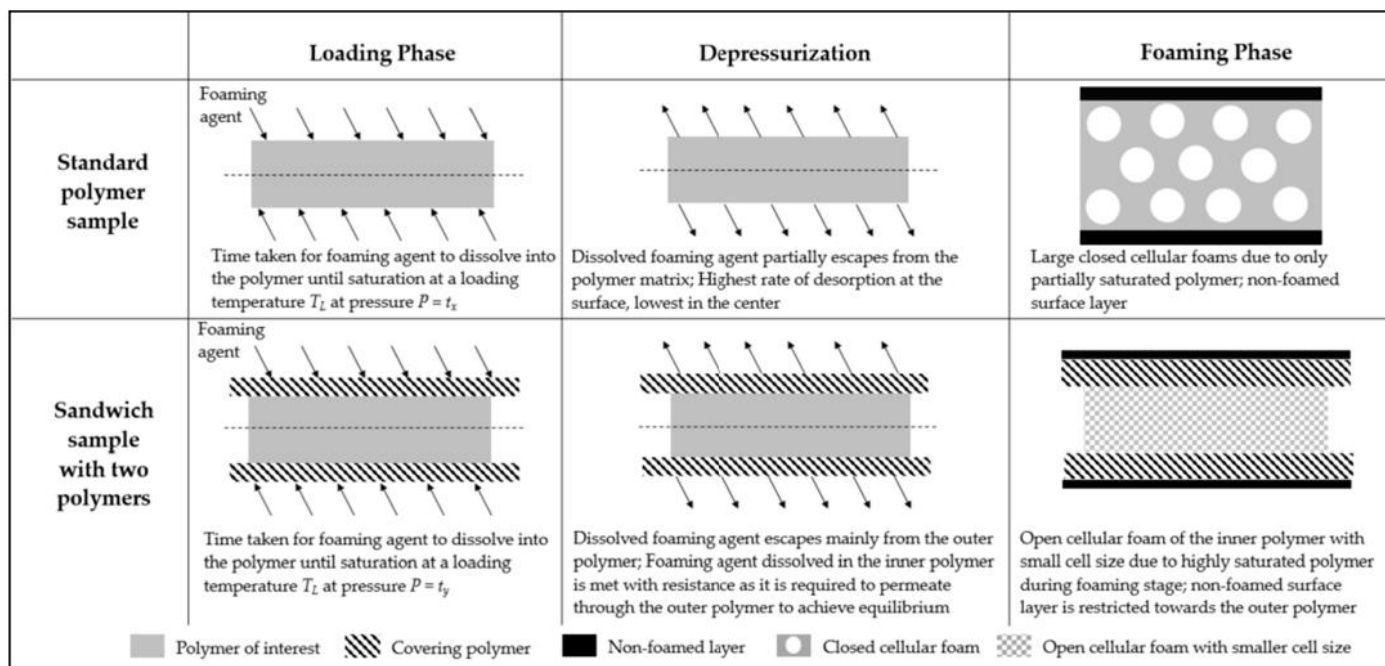 Loading Phase
Depressurization
Foaming Phase
Standard
polymer
sample
Foaming
agent
Time taken for foaming agent to dissolve into
the polymer until saturation at a loading
temperature T_L at pressure P = t_x
Dissolved foaming agent partially escapes from the
polymer matrix; Highest rate of desorption at the
surface, lowest in the center
Large closed cellular foams due to only
partially saturated polymer; non-foamed
surface layer
Sandwich
sample
with two
polymers
Foaming
agent
Time taken for foaming agent to dissolve into
the polymer until saturation at a loading
temperature T_L at pressure P = t_y
Dissolved foaming agent escapes mainly from the outer
polymer; Foaming agent dissolved in the inner polymer
is met with resistance as it is required to permeate
through the outer polymer to achieve equilibrium
Open cellular foam of the inner polymer with
small cell size due to highly saturated polymer
during foaming stage; non-foamed surface
layer is restricted towards the outer polymer
Polymer of interest
Covering polymer
Non-foamed layer
Closed cellular foam
Open cellular foam with smaller cell size